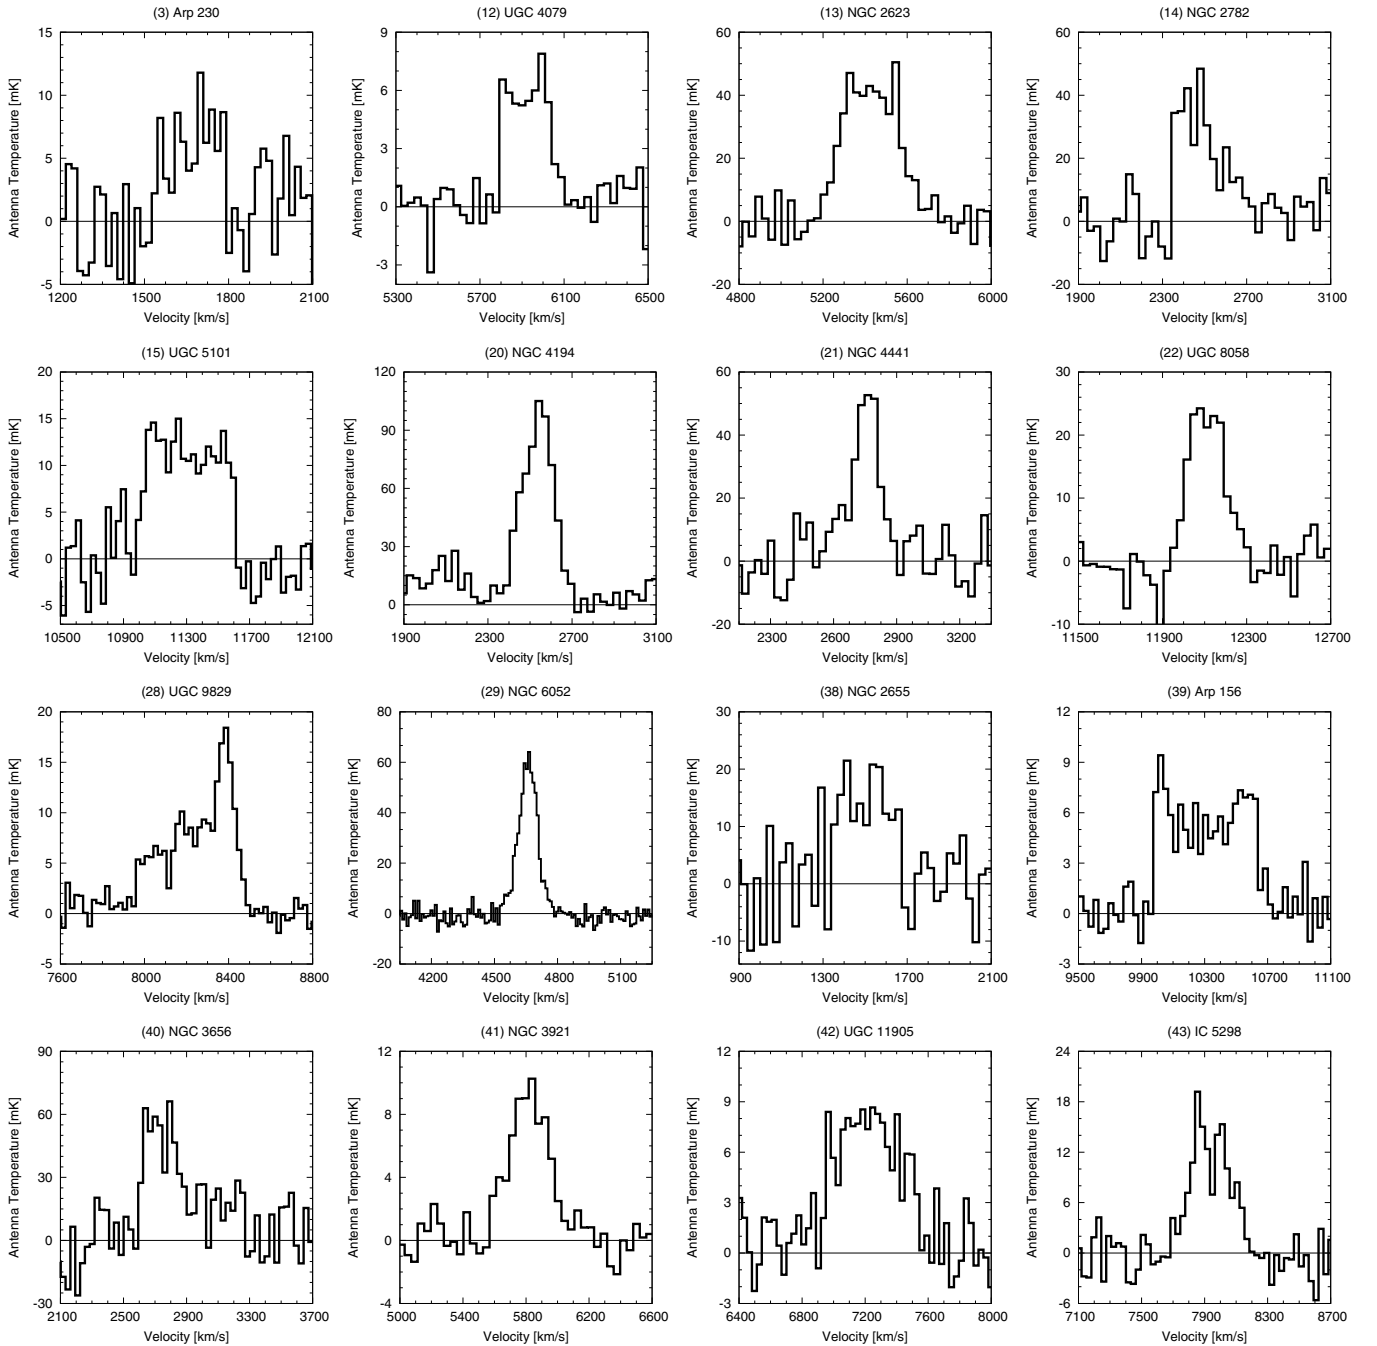 (3) Arp 230
(12) UGC 4079
(13) NGC 2623
(14) NGC 2782
15
10
5
0
-5
Antenna Temperature [mK]
1200 1500 1800 2100
Velocity [km/s]
9
6
3
0
-3
Antenna Temperature [mK]
5300 5700 6100 6500
Velocity [km/s]
60
40
20
0
-20
Antenna Temperature [mK]
4800 5200 5600 6000
Velocity [km/s]
60
40
20
0
-20
Antenna Temperature [mK]
1900 2300 2700 3100
Velocity [km/s]
(15) UGC 5101
(20) NGC 4194
(21) NGC 4441
(22) UGC 8058
20
15
10
5
0
-5
Antenna Temperature [mK]
10500 10900 11300 11700 12100
Velocity [km/s]
120
90
60
30
0
Antenna Temperature [mK]
1900 2300 2700 3100
Velocity [km/s]
60
40
20
0
-20
Antenna Temperature [mK]
2300 2600 2900 3200
Velocity [km/s]
30
20
10
0
-10
Antenna Temperature [mK]
11500 11900 12300 12700
Velocity [km/s]
(28) UGC 9829
(29) NGC 6052
(38) NGC 2655
(39) Arp 156
20
15
10
5
0
-5
Antenna Temperature [mK]
7600 8000 8400 8800
Velocity [km/s]
80
60
40
20
0
-20
Antenna Temperature [mK]
4200 4500 4800 5100
Velocity [km/s]
30
20
10
0
-10
Antenna Temperature [mK]
900 1300 1700 2100
Velocity [km/s]
12
9
6
3
0
-3
Antenna Temperature [mK]
9500 9900 10300 10700 11100
Velocity [km/s]
(40) NGC 3656
(41) NGC 3921
(42) UGC 11905
(43) IC 5298
90
60
30
0
-30
Antenna Temperature [mK]
2100 2500 2900 3300 3700
Velocity [km/s]
12
8
4
0
-4
Antenna Temperature [mK]
5000 5400 5800 6200 6600
Velocity [km/s]
12
9
6
3
0
-3
Antenna Temperature [mK]
6400 6800 7200 7600 8000
Velocity [km/s]
24
18
12
6
0
-6
Antenna Temperature [mK]
7100 7500 7900 8300 8700
Velocity [km/s]